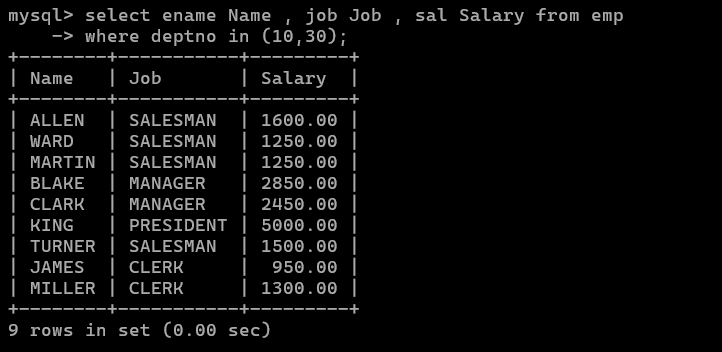 mysql> select ename Name , job Job , sal Salary from emp
    -> where deptno in (10,30);
+--------+-----------+---------+
| Name   | Job       | Salary  |
+--------+-----------+---------+
| ALLEN  | SALESMAN  | 1600.00 |
| WARD   | SALESMAN  | 1250.00 |
| MARTIN | SALESMAN  | 1250.00 |
| BLAKE  | MANAGER   | 2850.00 |
| CLARK  | MANAGER   | 2450.00 |
| KING   | PRESIDENT | 5000.00 |
| TURNER | SALESMAN  | 1500.00 |
| JAMES  | CLERK     |  950.00 |
| MILLER | CLERK     | 1300.00 |
+--------+-----------+---------+
9 rows in set (0.00 sec)